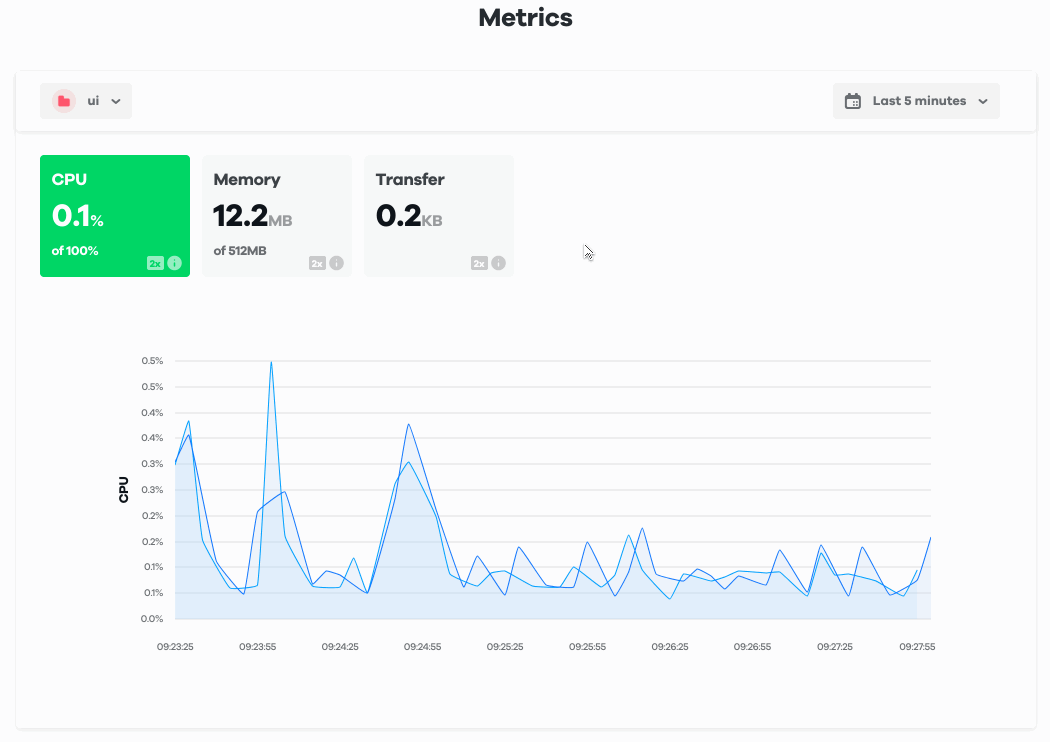 Metrics
ui
Last 5 minutes
CPU
0.1%
of 100%
2x
i
Memory
12.2MB
of 512MB
2x
i
Transfer
0.2KB
2x
i
CPU
0.5%
0.5%
0.4%
0.4%
0.3%
0.3%
0.2%
0.2%
0.1%
0.1%
0.0%
09:23:25 09:23:55 09:24:25 09:24:55 09:25:25 09:25:55 09:26:25 09:26:55 09:27:25 09:27:55